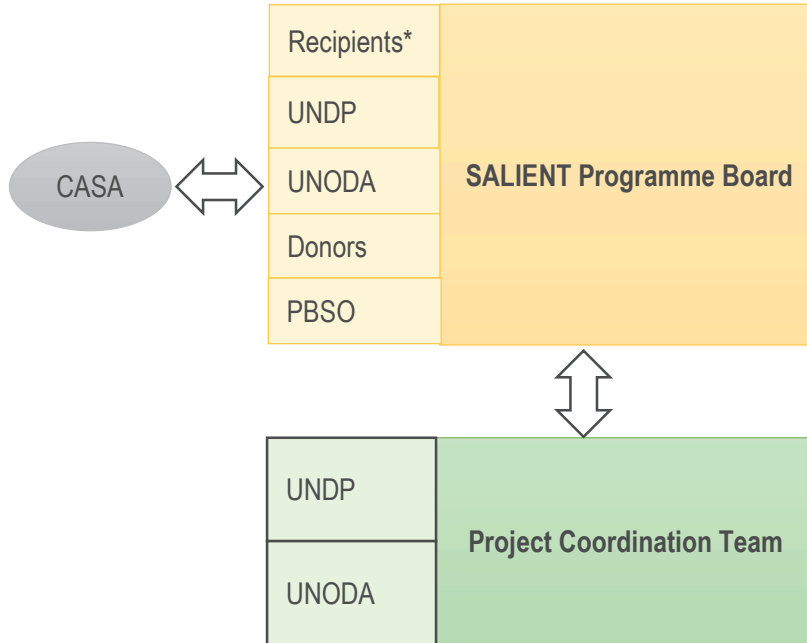 Recipients*
UNDP
CASA
UNODA
SALIENT Programme Board
Donors
PBSO
UNDP
Project Coordination Team
UNODA